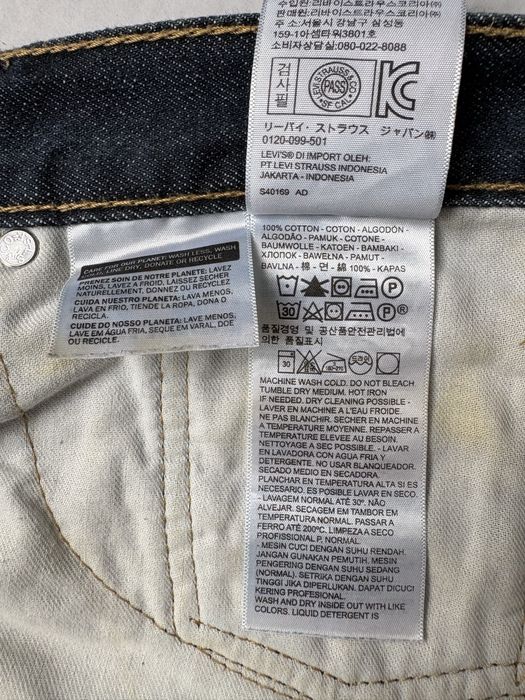 수입원: 리바이스트라우스코리아(주)
판매원: 리바이스트라우스코리아(주)
주 소:서울시 강남구 삼성동
159-1아셈타워3801호
소비자상담실:080-022-8088
검사필
LEVI STRAUSS & CO
PASS
SF CAL
KC
リーバイ・ストラウス ジャパン㈱
0120-099-501
LEVI'S® DI IMPORT OLEH:
PT LEVI STRAUSS INDONESIA
JAKARTA - INDONESIA
S40169 AD
CARE FOR OUR PLANET: WASH LESS, WASH
LINE DRY, DONATE OR RECYCLE
PRENEZ SOIN DE NOTRE PLANETE: LAVEZ
MOINS, LAVEZ A FROID, LAISSEZ SECHER
NATURELLEMENT, DONNEZ OU RECYCLEZ
CUIDA NUESTRO PLANETA: LAVA MENOS,
LAVA EN FRIO, TIENDE LA ROPA, DONA O
RECICLA.
CUIDE DO NOSSO PLANETA: LAVE MENOS,
LAVE EM ÁGUA FRIA, SEQUE EM VARAL, DOE
OU RECICLE.
100% COTTON - COTON - ALGODÓN -
ALGODÃO - PAMUK - COTONE -
BAUMWOLLE - KATOEN - BAMBAKI -
ХЛОПОК - BAWEŁNA - PAMUT -
BAVLNA - 棉 - 면 - 綿 100% - KAPAS
30 P
30 P
품질경영 및 공산품안전관리법에
의한 품질표시
30
MACHINE WASH COLD. DO NOT BLEACH
TUMBLE DRY MEDIUM. HOT IRON
IF NEEDED. DRY CLEANING POSSIBLE -
LAVER EN MACHINE A L'EAU FROIDE.
NE PAS BLANCHIR. SECHER EN MACHINE
A TEMPERATURE MOYENNE. REPASSER A
TEMPERATURE ELEVEE AU BESOIN.
NETTOYAGE A SEC POSSIBLE. - LAVAR
EN LAVADORA CON AGUA FRIA Y
DETERGENTE. NO USAR BLANQUEADOR.
SECADO MEDIO EN SECADORA.
PLANCHAR EN TEMPERATURA ALTA SI ES
NECESARIO. ES POSIBLE LAVAR EN SECO.
- LAVAGEM NORMAL ATÉ 30º. NÃO
ALVEJAR. SECAGEM EM TAMBOR EM
TEMPERATURA NORMAL. PASSAR A
FERRO ATÉ 200ºC. LIMPEZA A SECO
PROFISSIONAL P, NORMAL.
- MESIN CUCI DENGAN SUHU RENDAH.
JANGAN GUNAKAN PEMUTIH, MESIN
PENGERING DENGAN SUHU SEDANG
(NORMAL). SETRIKA DENGAN SUHU
TINGGI JIKA DIPERLUKAN. DAPAT DICUCI
KERING PROFESIONAL.
WASH AND DRY INSIDE OUT WITH LIKE
COLORS. LIQUID DETERGENT IS